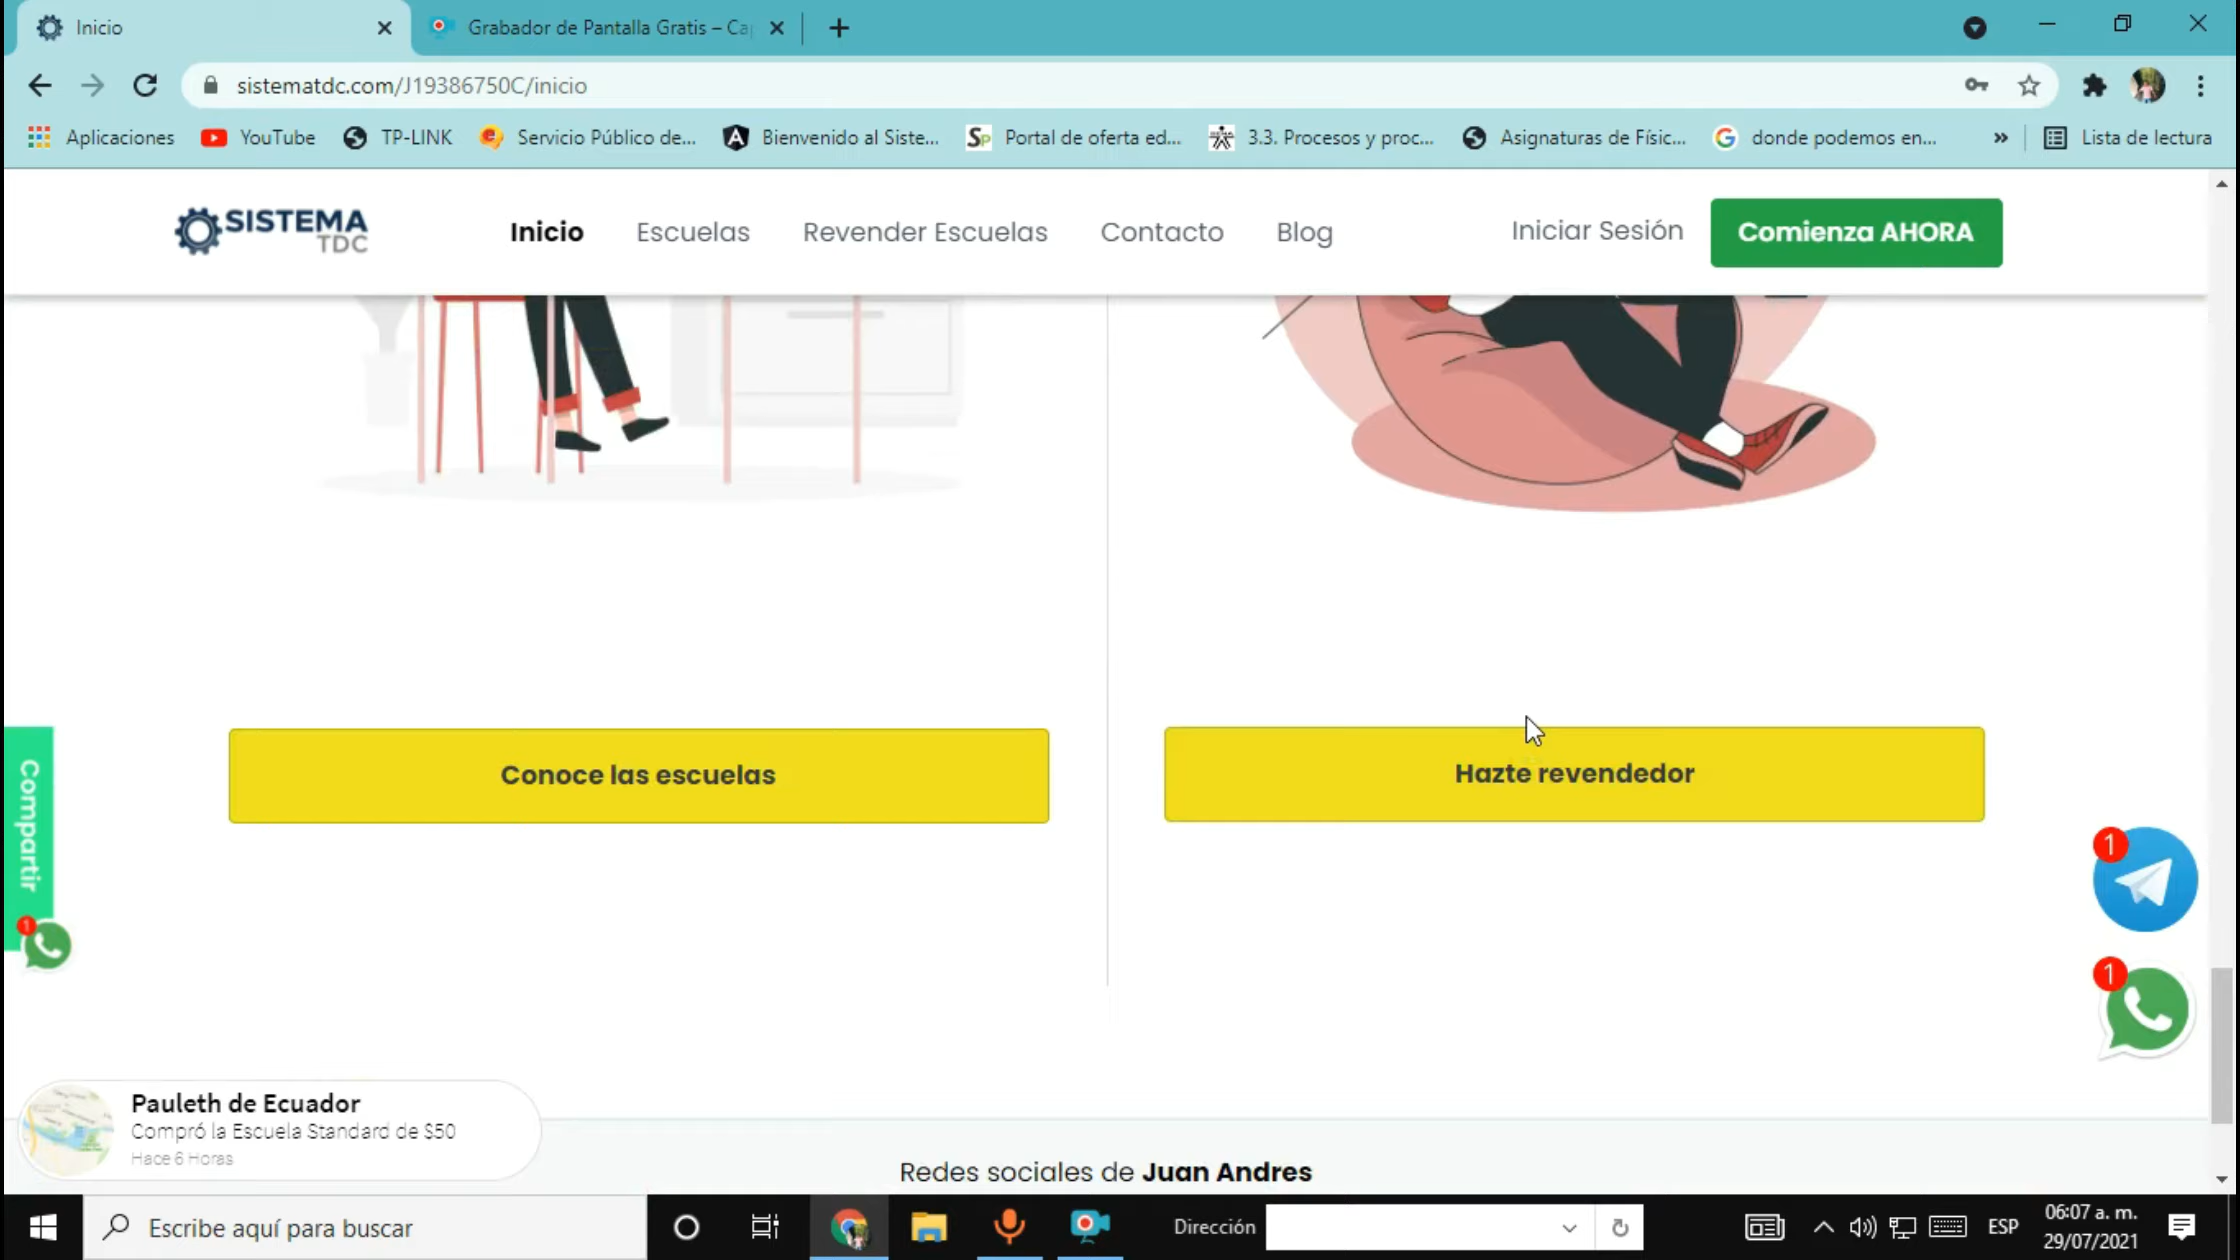 Inicio
Grabador de Pantalla Gratis – Ca
sistematdc.com/J19386750C/inicio
Aplicaciones
YouTube
TP-LINK
Servicio Público de...
Bienvenido al Siste...
Sp
Portal de oferta ed...
3.3. Procesos y proc...
Asignaturas de Físic...
donde podemos en...
»
Lista de lectura
SISTEMA
TDC
Inicio
Escuelas
Revender Escuelas
Contacto
Blog
Iniciar Sesión
Comienza AHORA
Conoce las escuelas
Hazte revendedor
Compartir
1
1
1
Pauleth de Ecuador
Compró la Escuela Standard de $50
Hace 6 Horas
Redes sociales de Juan Andres
Escribe aquí para buscar
Dirección
ESP
06:07 a. m.
29/07/2021